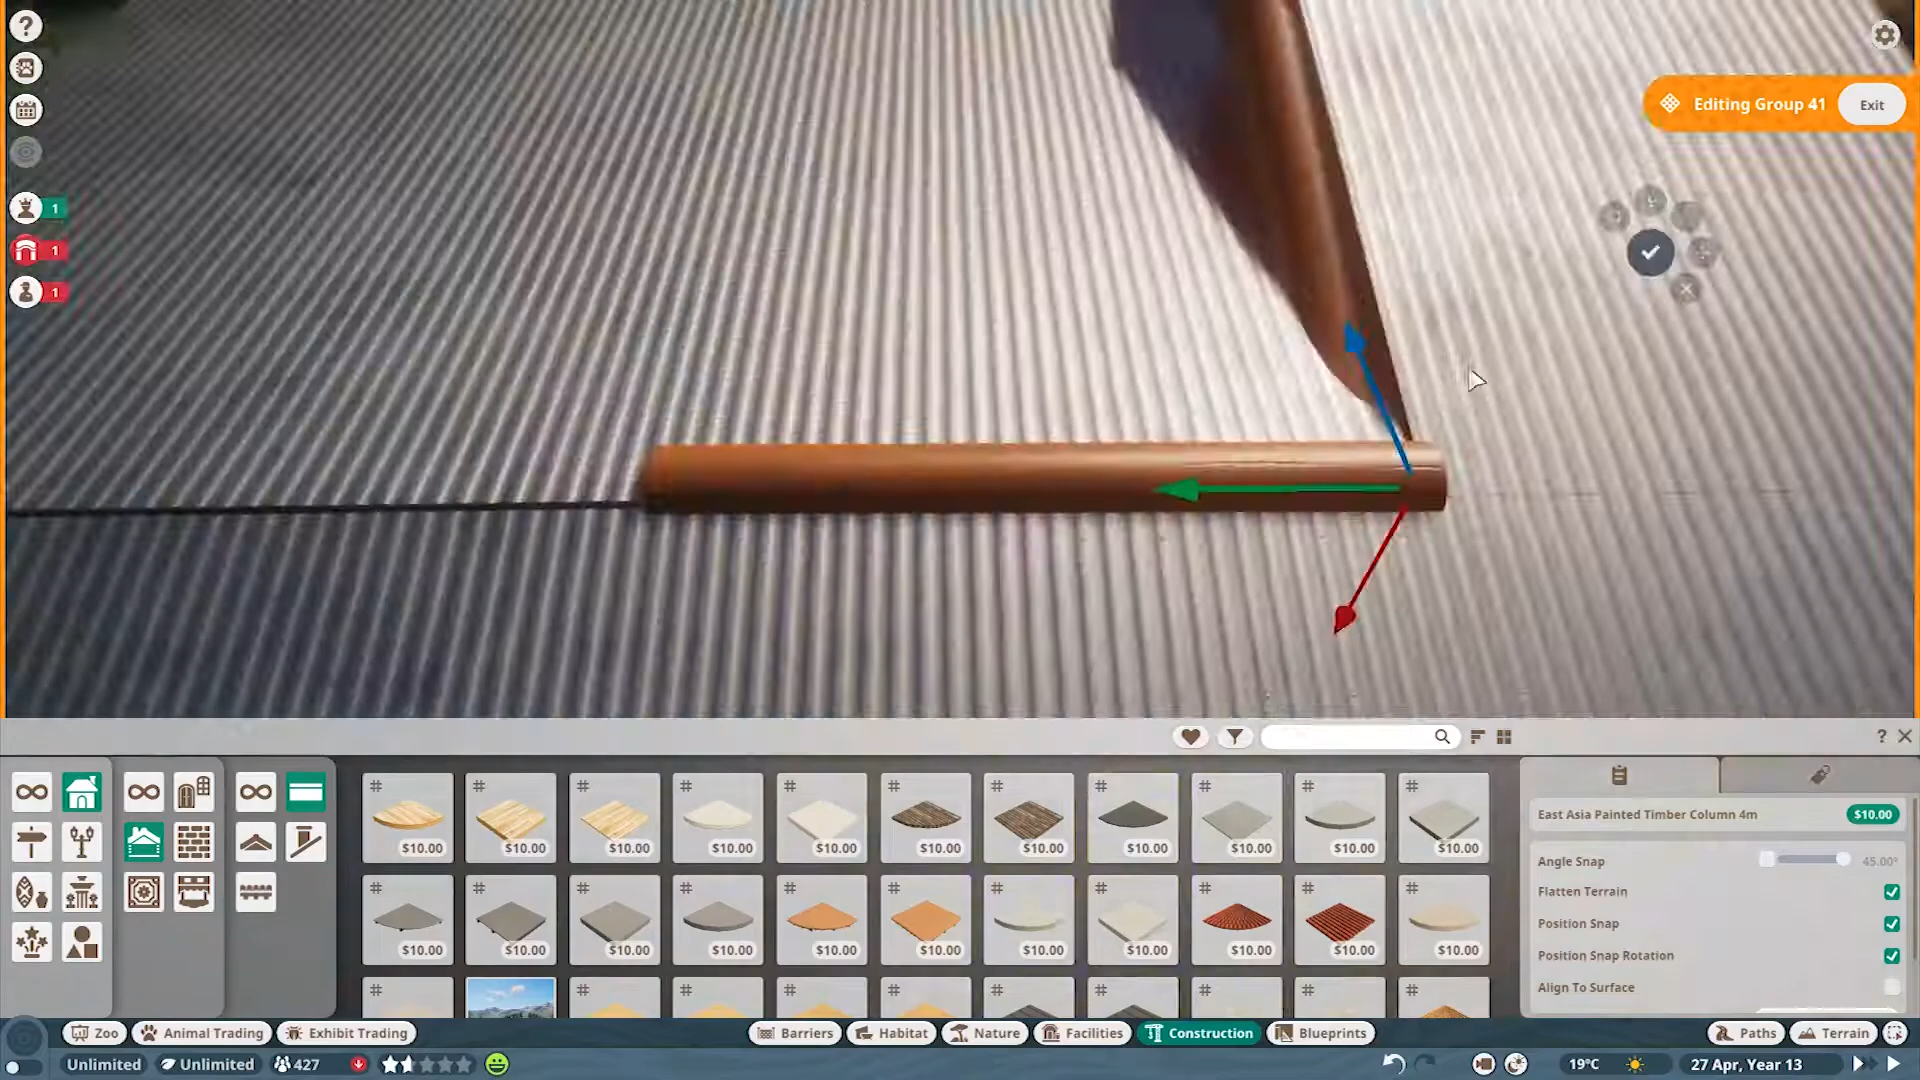 ?
Editing Group 41 Exit
1
1
1
? 
East Asia Painted Timber Column 4m $10.00
Angle Snap 45.00°
Flatten Terrain
Position Snap
Position Snap Rotation
Align To Surface
# # # # # # # # # # #
$10.00 $10.00 $10.00 $10.00 $10.00 $10.00 $10.00 $10.00 $10.00 $10.00 $10.00
# # # # # # # # # # #
$10.00 $10.00 $10.00 $10.00 $10.00 $10.00 $10.00 $10.00 $10.00 $10.00 $10.00
# # # # # # # # # #
Zoo Animal Trading Exhibit Trading Barriers Habitat Nature Facilities Construction Blueprints Paths Terrain
Unlimited Unlimited 427 19°C 27 Apr, Year 13